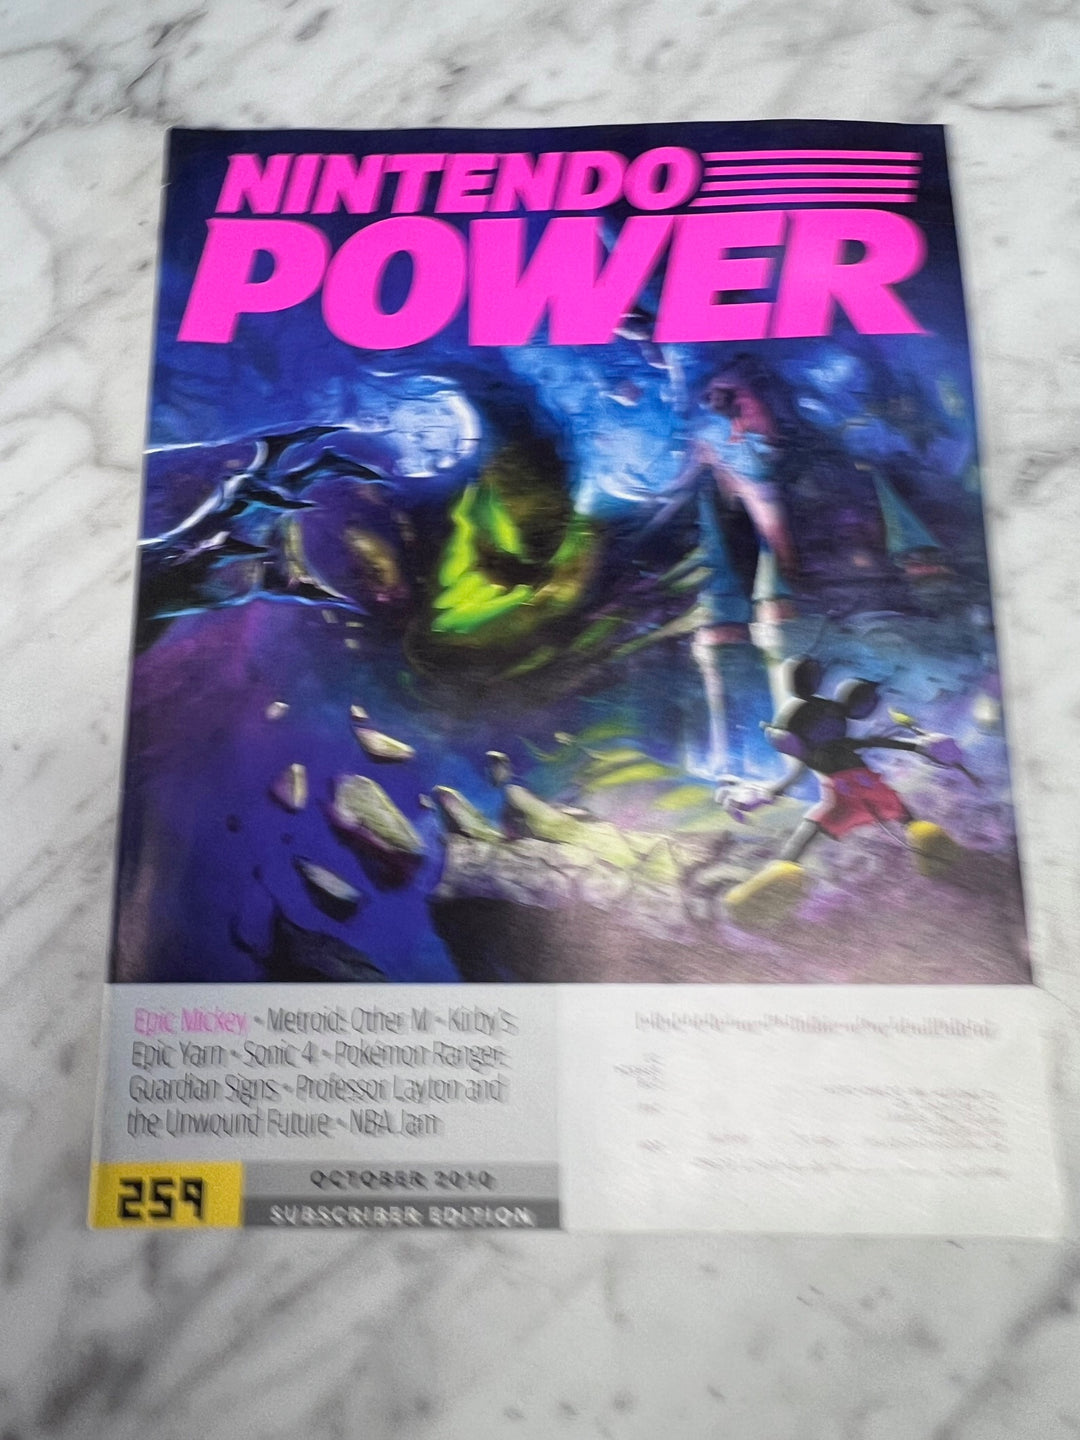 NINTENDO
POWER
Epic Mickey • Metroid: Other M • Kirby's
Epic Yarn • Sonic 4 • Pokémon Ranger:
Guardian Signs • Professor Layton and
the Unwound Future • NBA Jam
259
OCTOBER 2010
SUBSCRIBER EDITION